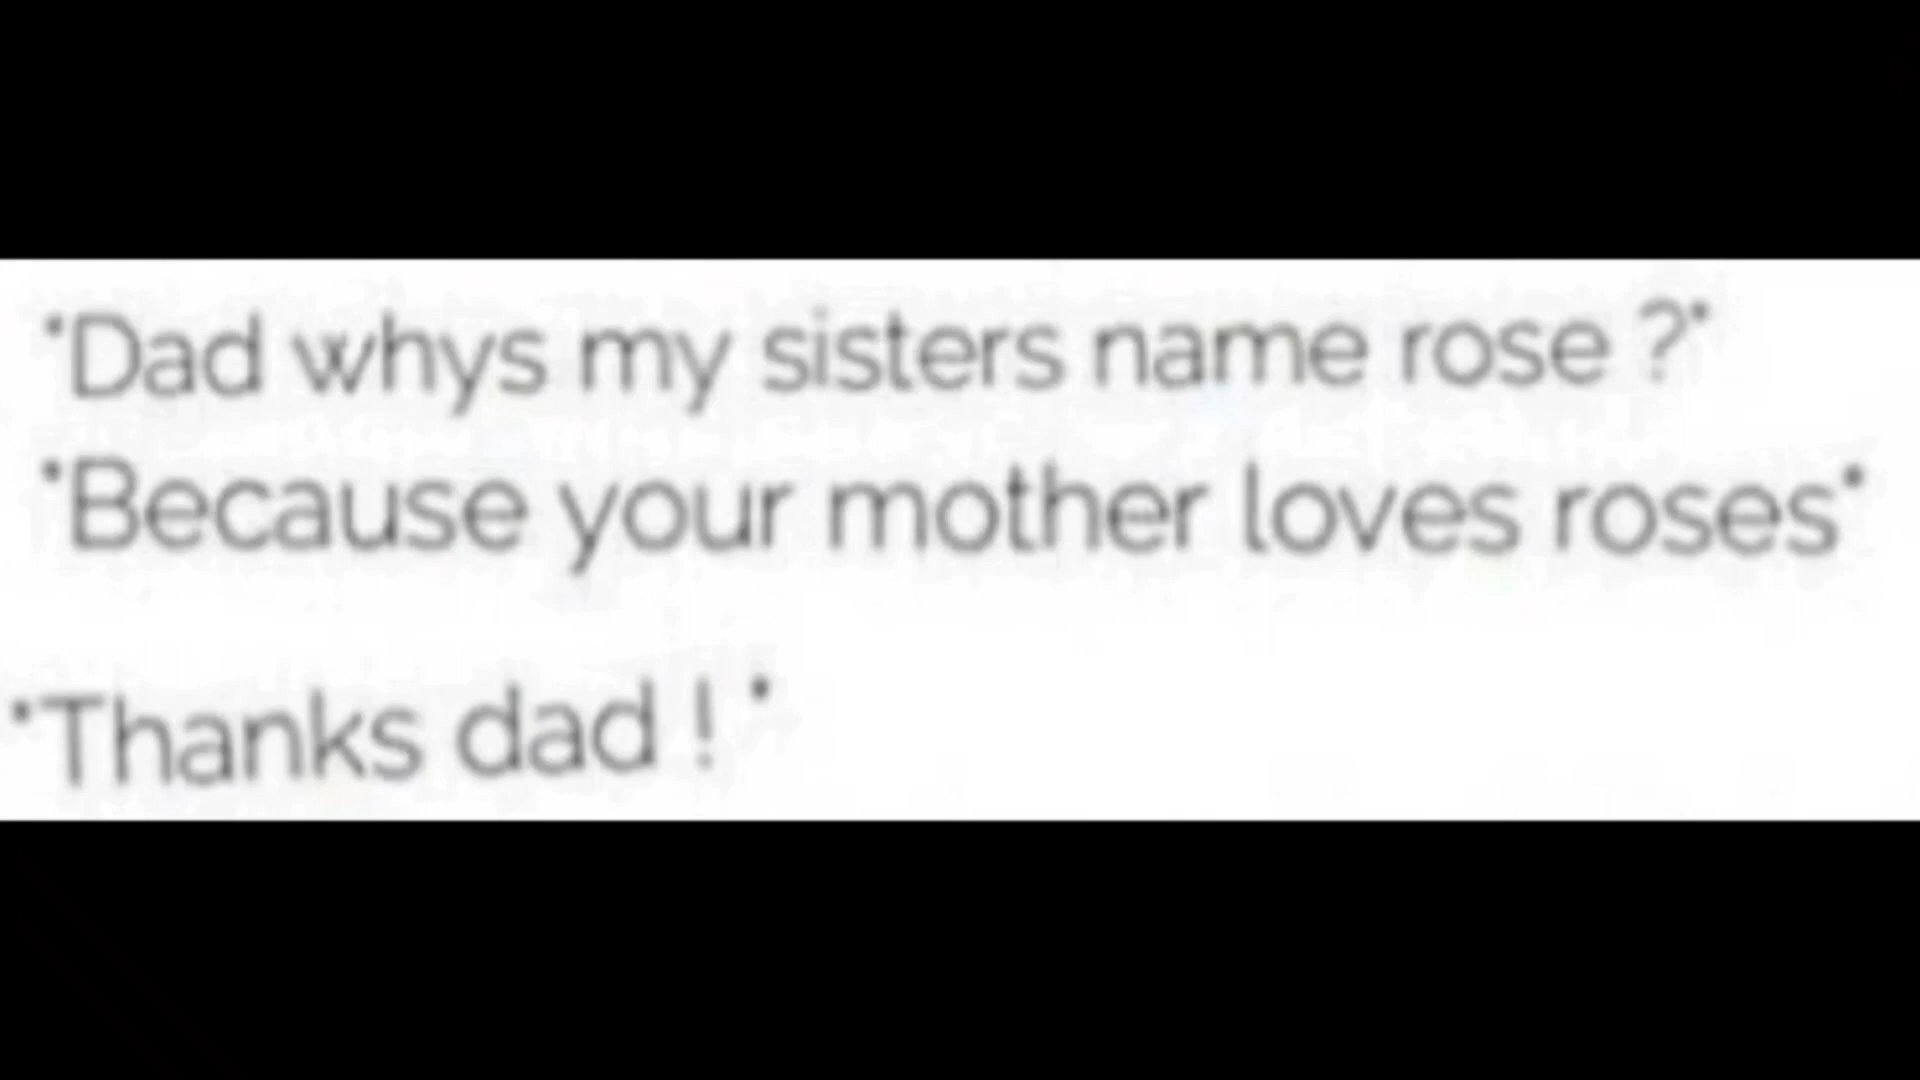 "Dad whys my sisters name rose ?"
"Because your mother loves roses"
"Thanks dad ! "